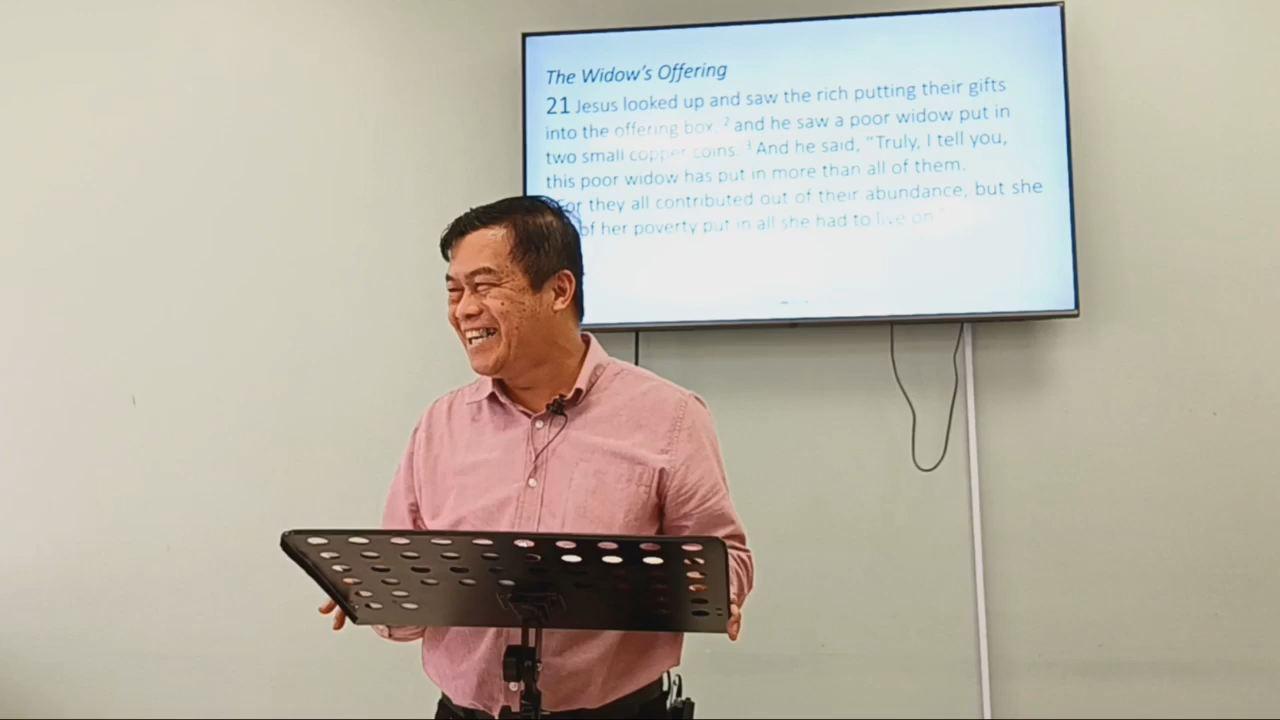 The Widow's Offering
21 Jesus looked up and saw the rich putting their gifts
into the offering box, 2 and he saw a poor widow put in
two small copper coins. 3 And he said, "Truly, I tell you,
this poor widow has put in more than all of them.
For they all contributed out of their abundance, but she
of her poverty put in all she had to live on."